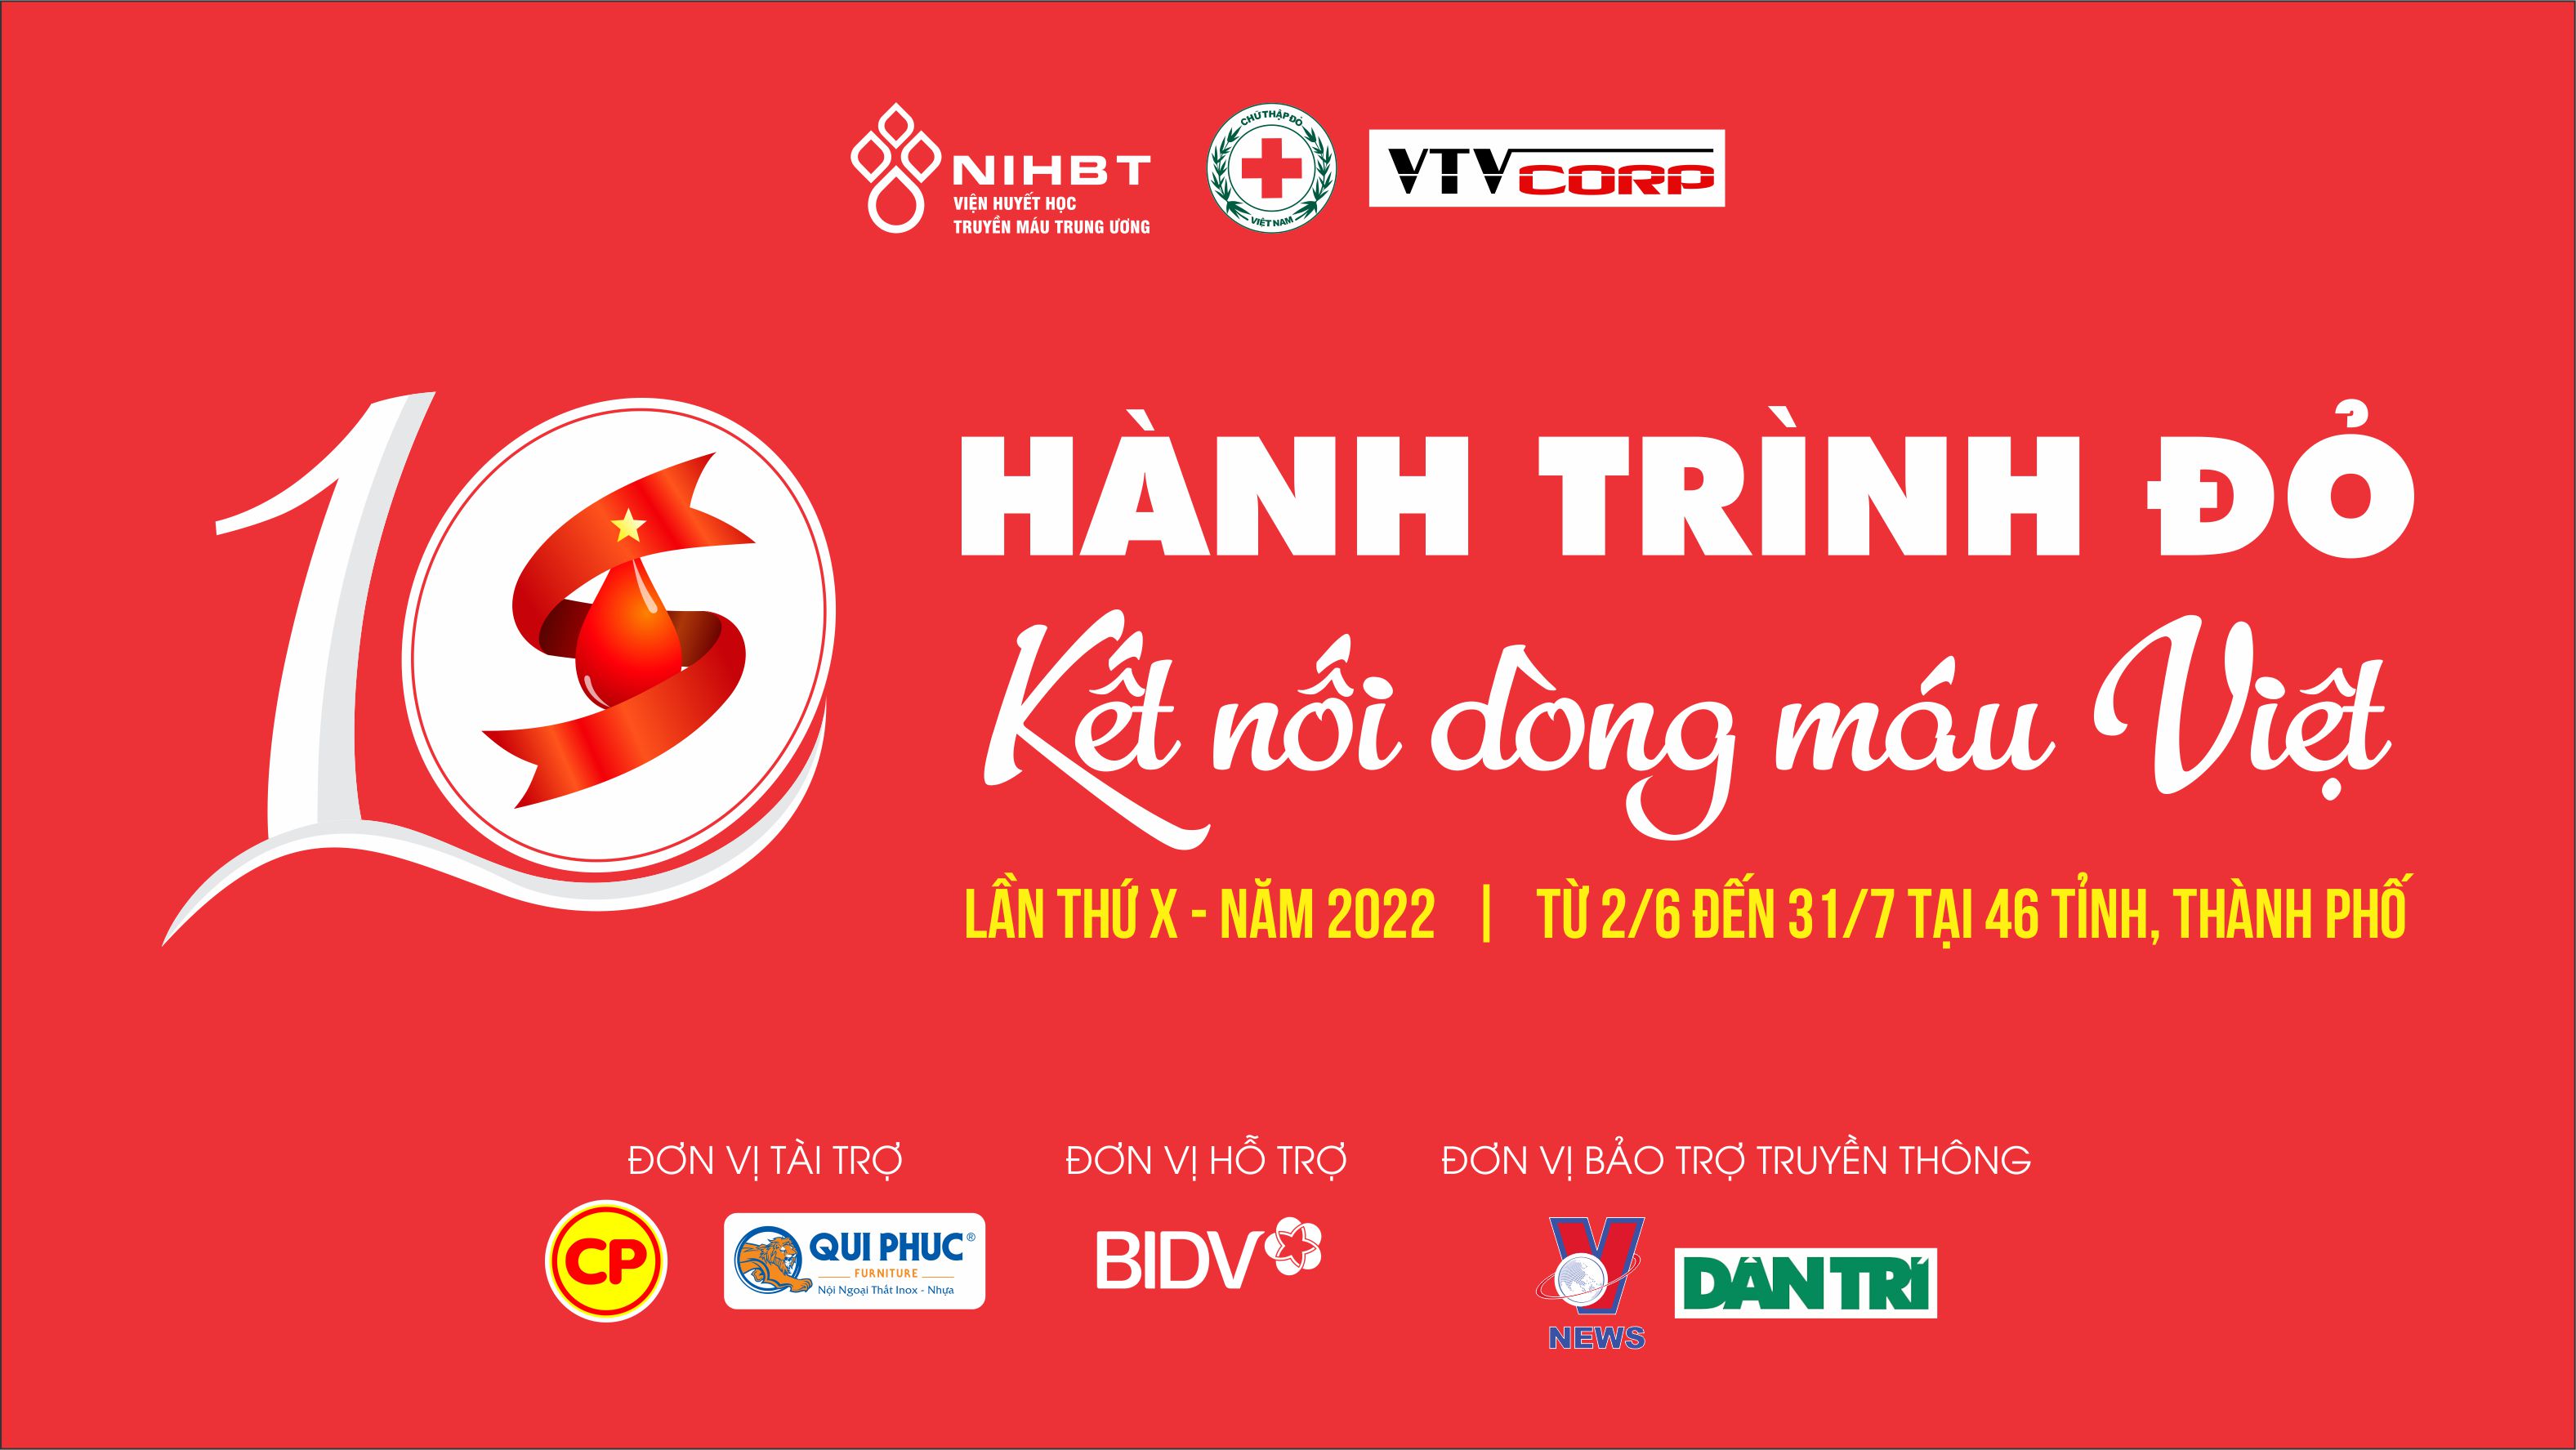 NIHBT
VIỆN HUYẾT HỌC
TRUYỀN MÁU TRUNG ƯƠNG
CHỮ THẬP ĐỎ
VIỆT NAM
VTVCORP
10
HÀNH TRÌNH ĐỎ
Kết nối dòng máu Việt
LẦN THỨ X - NĂM 2022 | TỪ 2/6 ĐẾN 31/7 TẠI 46 TỈNH, THÀNH PHỐ
ĐƠN VỊ TÀI TRỢ
CP
QUI PHUC®
FURNITURE
Nội Ngoại Thất Inox - Nhựa
ĐƠN VỊ HỖ TRỢ
BIDV
ĐƠN VỊ BẢO TRỢ TRUYỀN THÔNG
V
NEWS
DÂN TRÍ